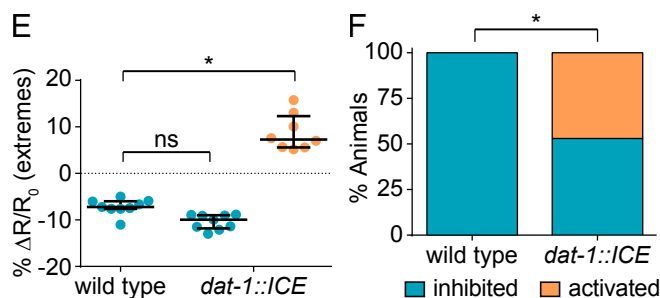 E
% ΔR/R0 (extremes)
20
10
0
-10
-20
*
ns
wild type
dat-1::ICE
F
% Animals
100
75
50
25
0
*
wild type
dat-1::ICE
inhibited
activated